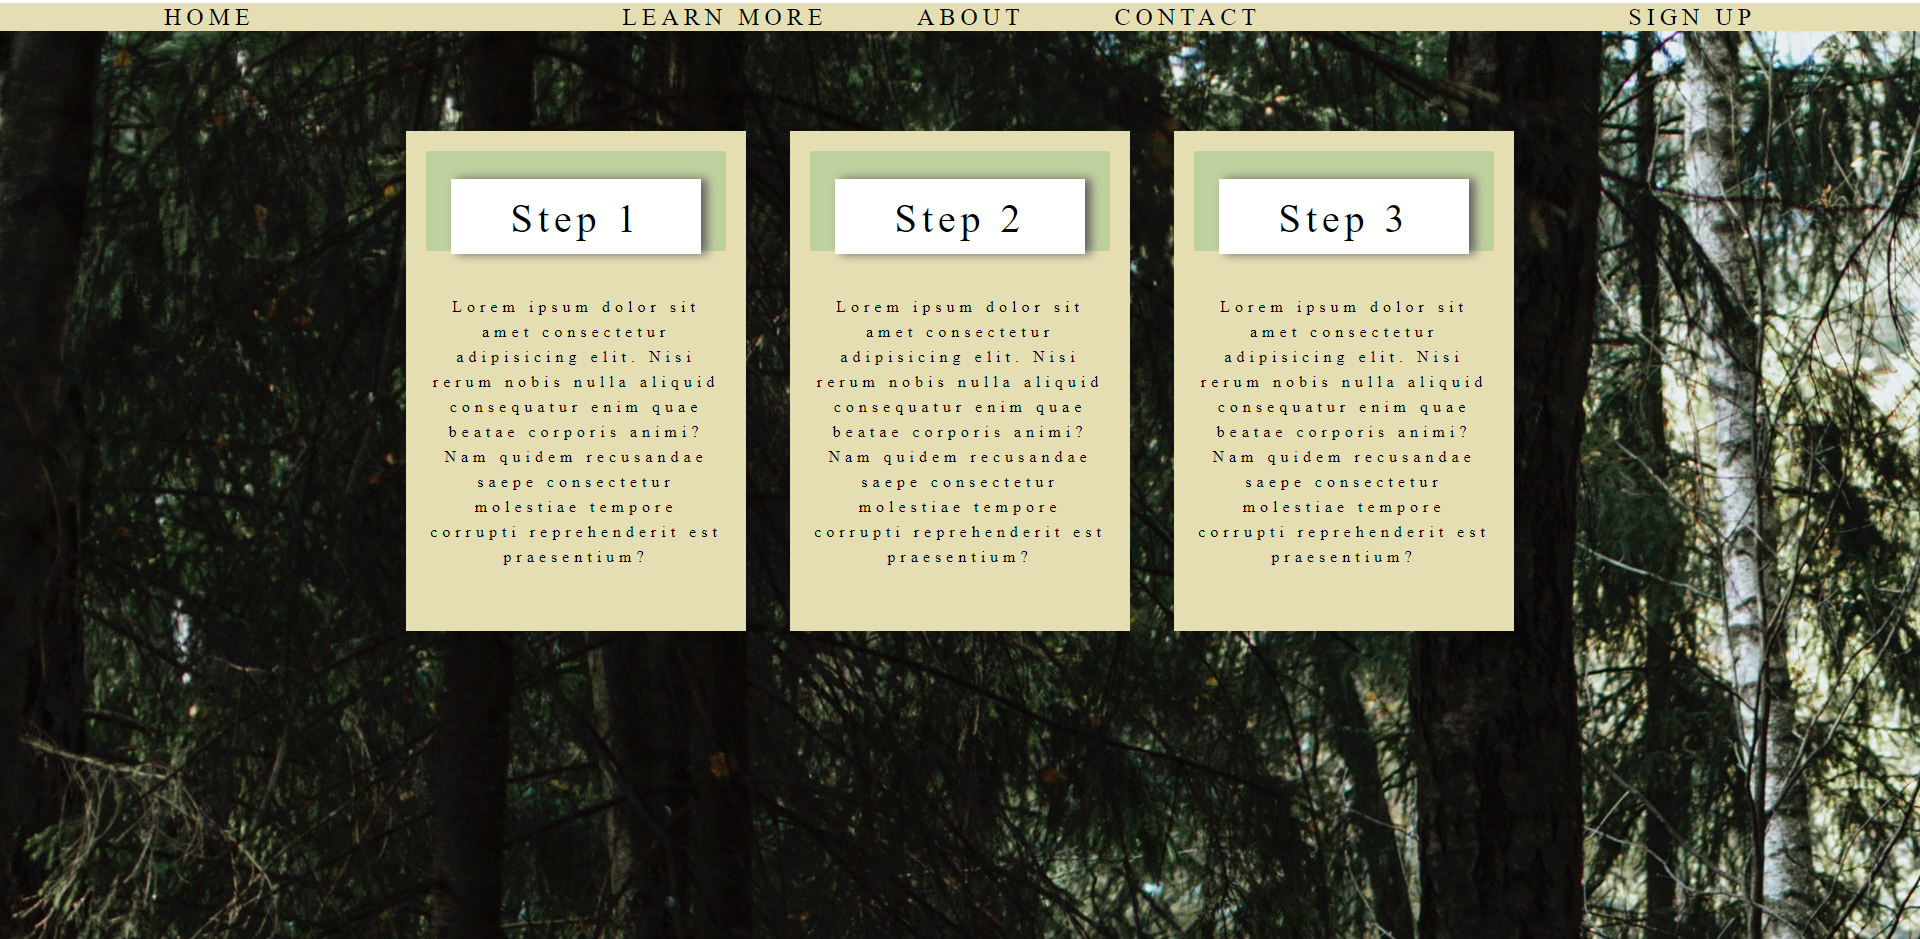 HOME LEARN MORE ABOUT CONTACT SIGN UP
Step 1
Lorem ipsum dolor sit
amet consectetur
adipisicing elit. Nisi
rerum nobis nulla aliquid
consequatur enim quae
beatae corporis animi?
Nam quidem recusandae
saepe consectetur
molestiae tempore
corrupti reprehenderit est
praesentium?
Step 2
Lorem ipsum dolor sit
amet consectetur
adipisicing elit. Nisi
rerum nobis nulla aliquid
consequatur enim quae
beatae corporis animi?
Nam quidem recusandae
saepe consectetur
molestiae tempore
corrupti reprehenderit est
praesentium?
Step 3
Lorem ipsum dolor sit
amet consectetur
adipisicing elit. Nisi
rerum nobis nulla aliquid
consequatur enim quae
beatae corporis animi?
Nam quidem recusandae
saepe consectetur
molestiae tempore
corrupti reprehenderit est
praesentium?